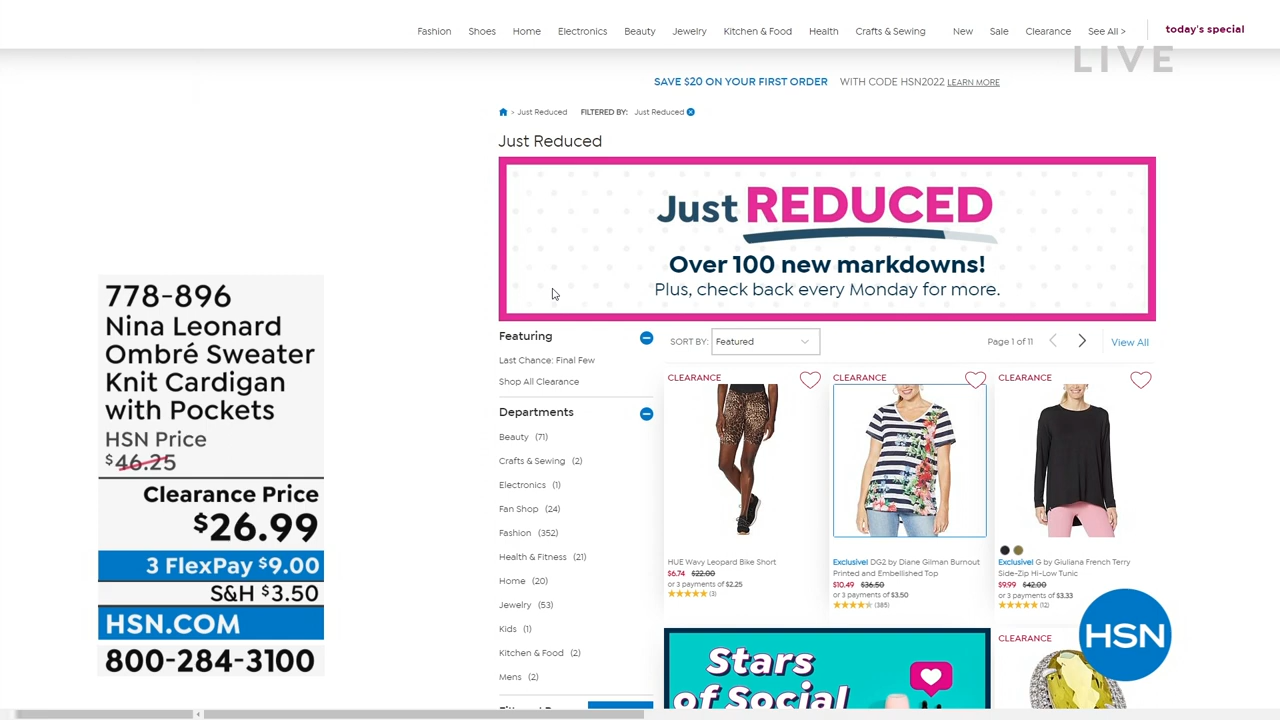 Fashion Shoes Home Electronics Beauty Jewelry Kitchen & Food Health Crafts & Sewing New Sale Clearance See All > today's special
LIVE
SAVE $20 ON YOUR FIRST ORDER WITH CODE HSN2022 LEARN MORE
> Just Reduced FILTERED BY: Just Reduced
Just Reduced
Just REDUCED
Over 100 new markdowns!
Plus, check back every Monday for more.
778-896
Nina Leonard
Ombré Sweater
Knit Cardigan
with Pockets
HSN Price
$46.25
Clearance Price
$26.99
3 FlexPay $9.00
S&H $3.50
HSN.COM
800-284-3100
Featuring
Last Chance: Final Few
Shop All Clearance
Departments
Beauty (71)
Crafts & Sewing (2)
Electronics (1)
Fan Shop (24)
Fashion (352)
Health & Fitness (21)
Home (20)
Jewelry (53)
Kids (1)
Kitchen & Food (2)
Mens (2)
SORT BY: Featured
Page 1 of 11
View All
CLEARANCE
HUE Wavy Leopard Bike Short
$6.74 $22.00
or 3 payments of $2.25
(3)
CLEARANCE
Exclusive! DG2 by Diane Gilman Burnout
Printed and Embellished Top
$10.49 $36.50
or 3 payments of $3.50
(385)
CLEARANCE
Exclusive! G by Giuliana French Terry
Side-Zip Hi-Low Tunic
$9.99 $42.00
or 3 payments of $3.33
(12)
Stars
of Social
CLEARANCE
HSN